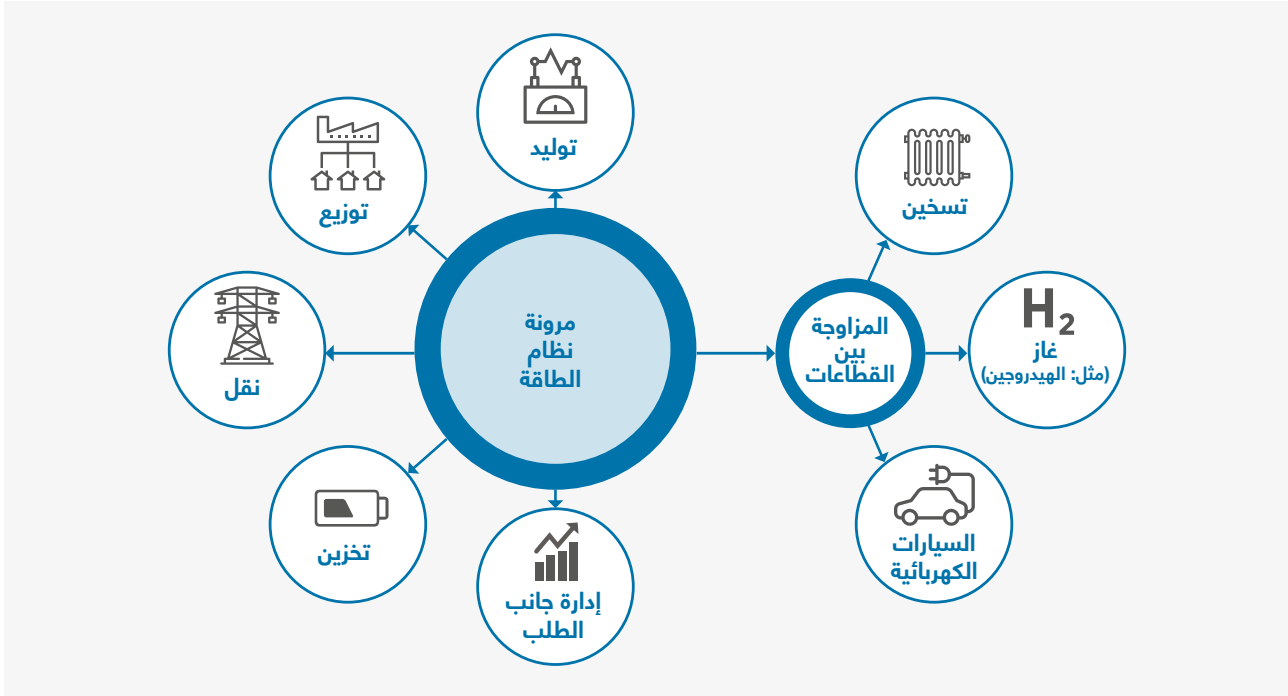 توليد
توزيع
نقل
تخزين
إدارة جانب
الطلب
مرونة
نظام
الطاقة
المزاوجة
بين
القطاعات
تسخين
H2
غاز
(مثل: الهيدروجين)
السيارات
الكهربائية